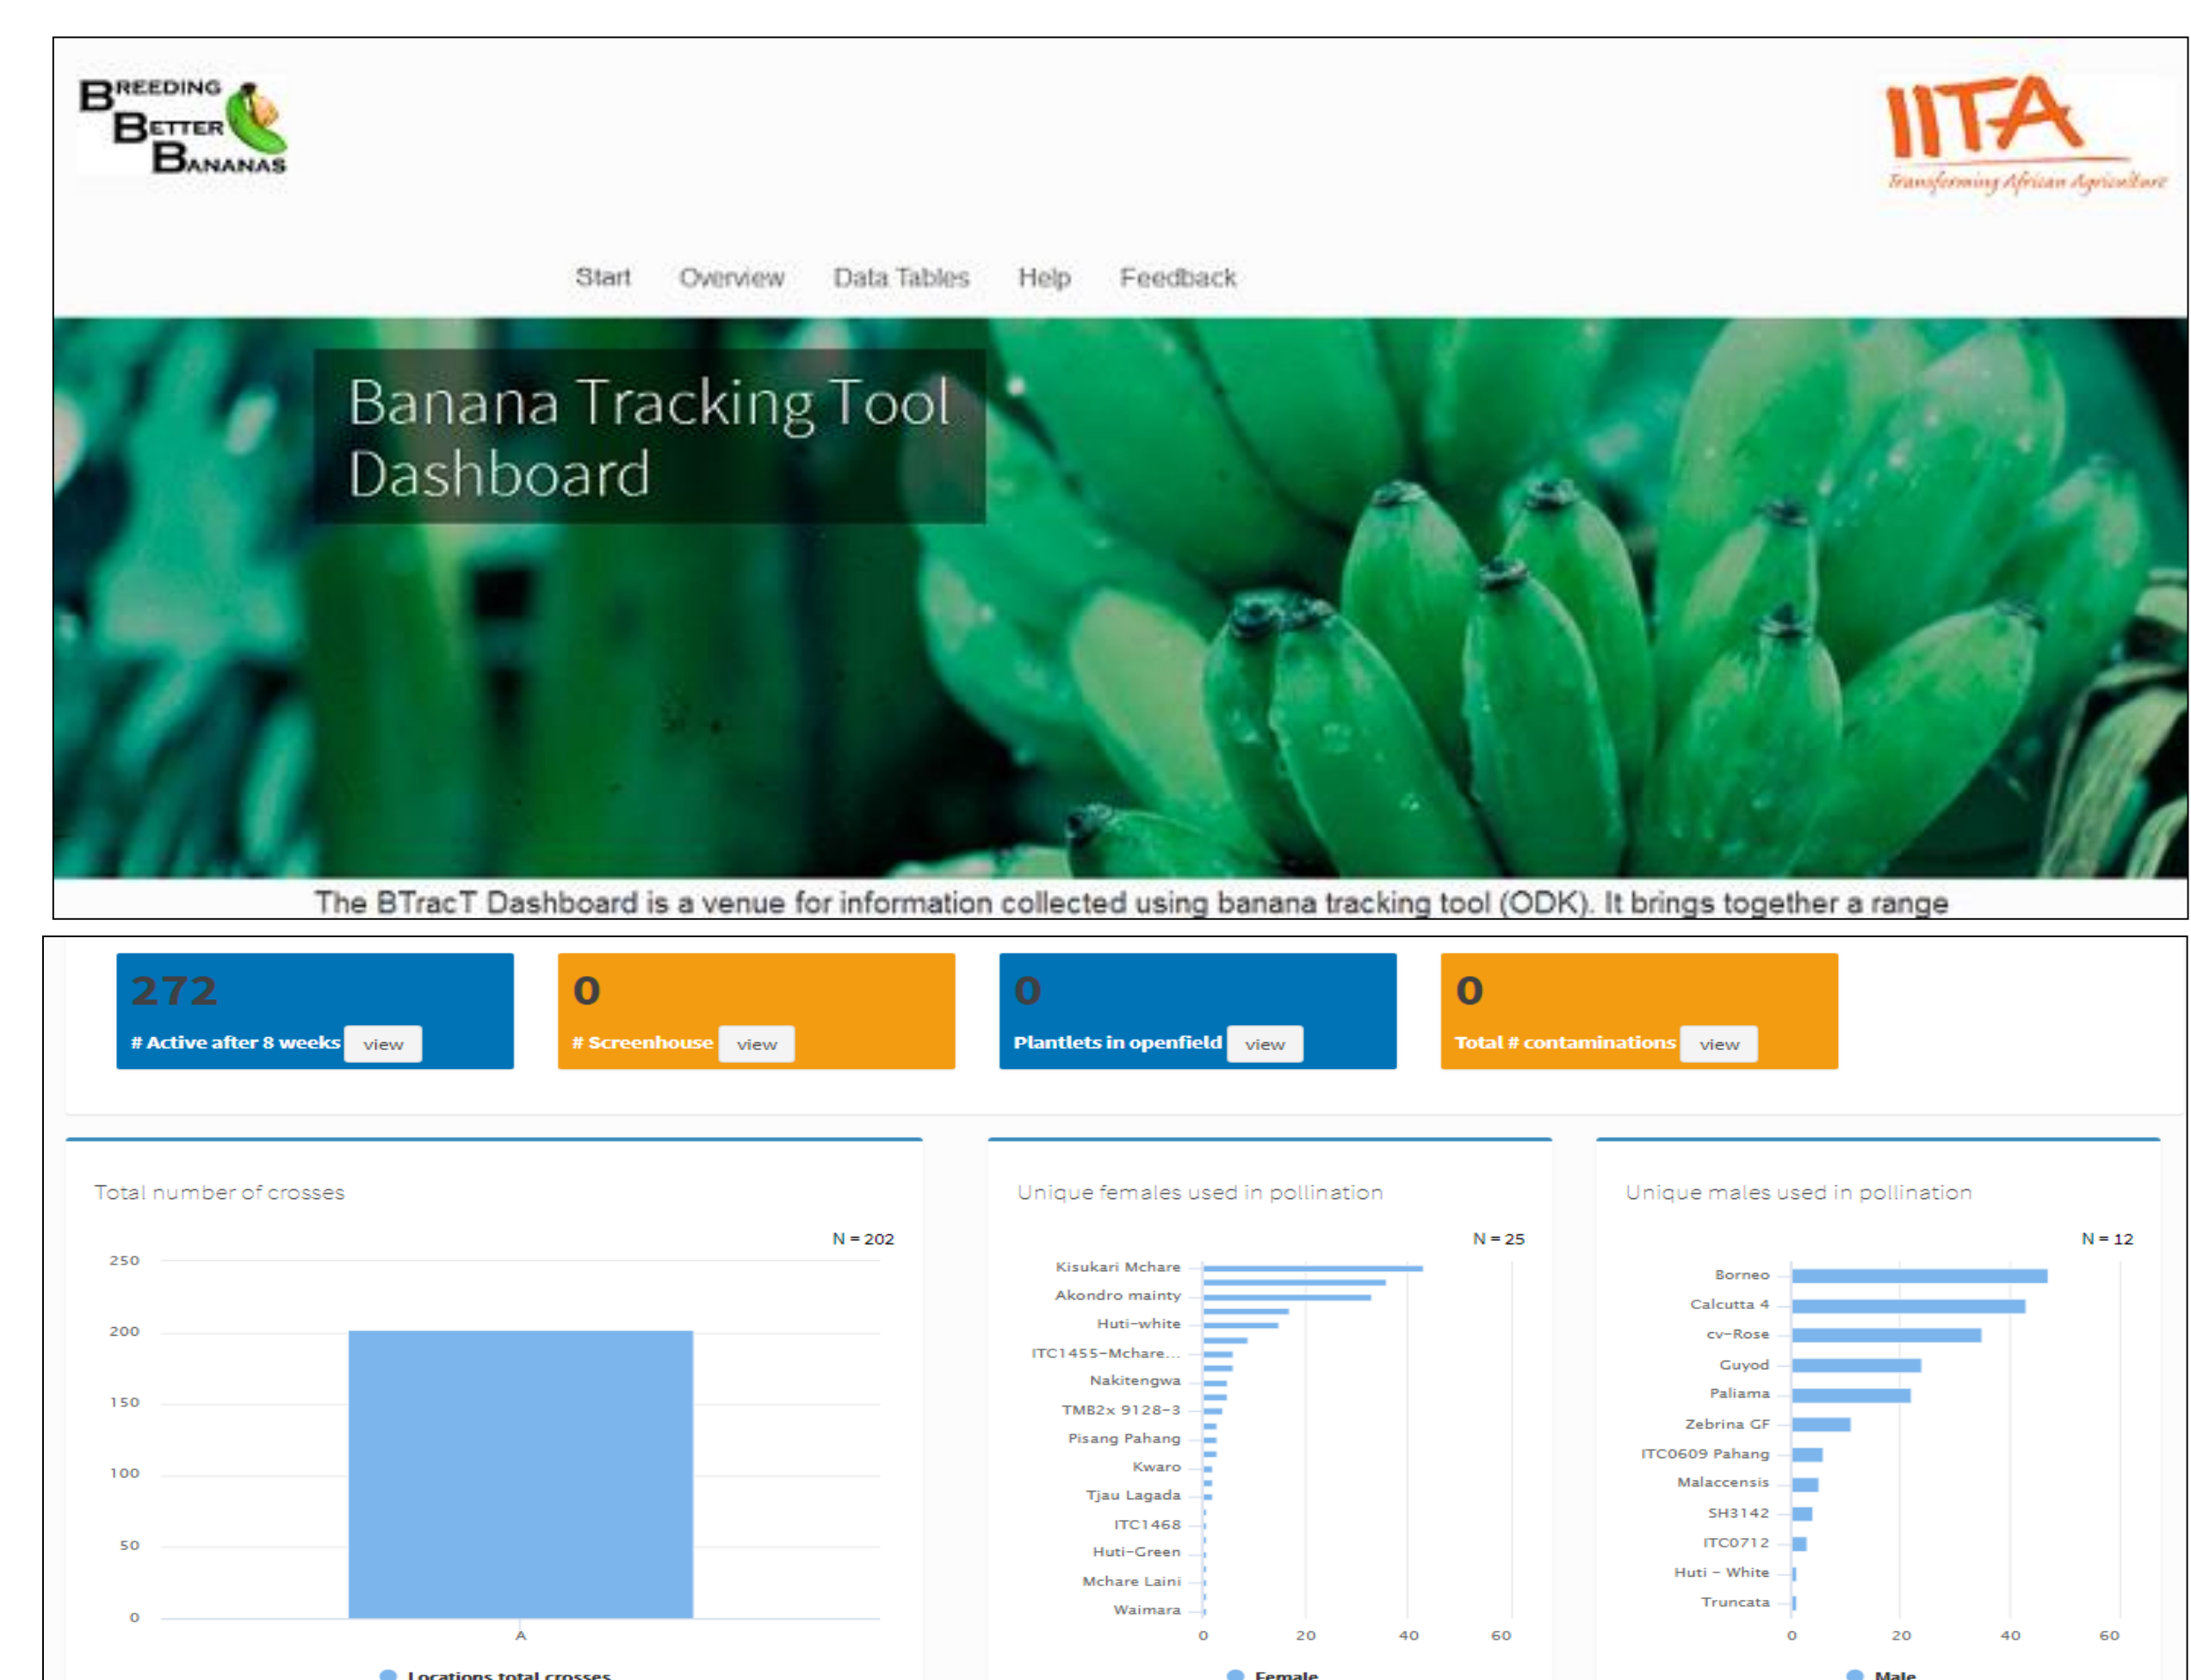 BREEDING
BETTER
BANANAS
IITA
Transforming African Agriculture
Start Overview Data Tables Help Feedback
Banana Tracking Tool
Dashboard
The BTracT Dashboard is a venue for information collected using banana tracking tool (ODK). It brings together a range
272
# Active after 8 weeks view
0
# Screenhouse view
0
Plantlets in openfield view
0
Total # contaminations view
Total number of crosses
N = 202
250
200
150
100
50
0
A
Locations total crosses
Unique females used in pollination
N = 25
Kisukari Mchare
Akondro mainty
Huti-white
ITC1455-Mchare...
Nakitengwa
TMB2x 9128-3
Pisang Pahang
Kwaro
Tjau Lagada
ITC1468
Huti-Green
Mchare Laini
Waimara
0 20 40 60
Female
Unique males used in pollination
N = 12
Borneo
Calcutta 4
cv-Rose
Guyod
Paliama
Zebrina GF
ITC0609 Pahang
Malaccensis
SH3142
ITC0712
Huti - White
Truncata
0 20 40 60
Male